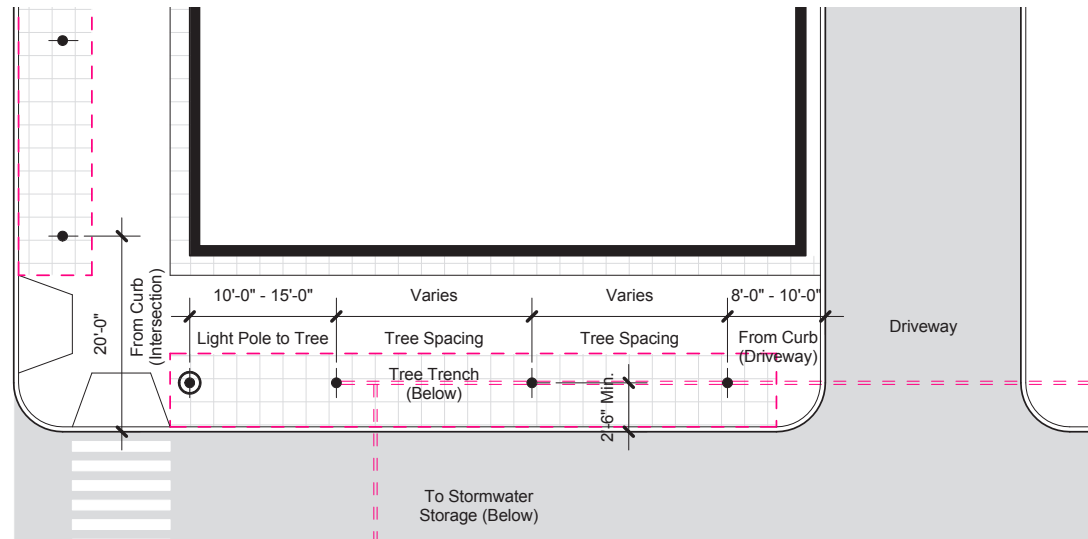 10'-0" - 15'-0"
Varies
Varies
8'-0" - 10'-0"
Light Pole to Tree
Tree Spacing
Tree Spacing
From Curb
(Driveway)
Driveway
20'-0"
From Curb
(Intersection)
Tree Trench
(Below)
2'-6" Min.
To Stormwater
Storage (Below)